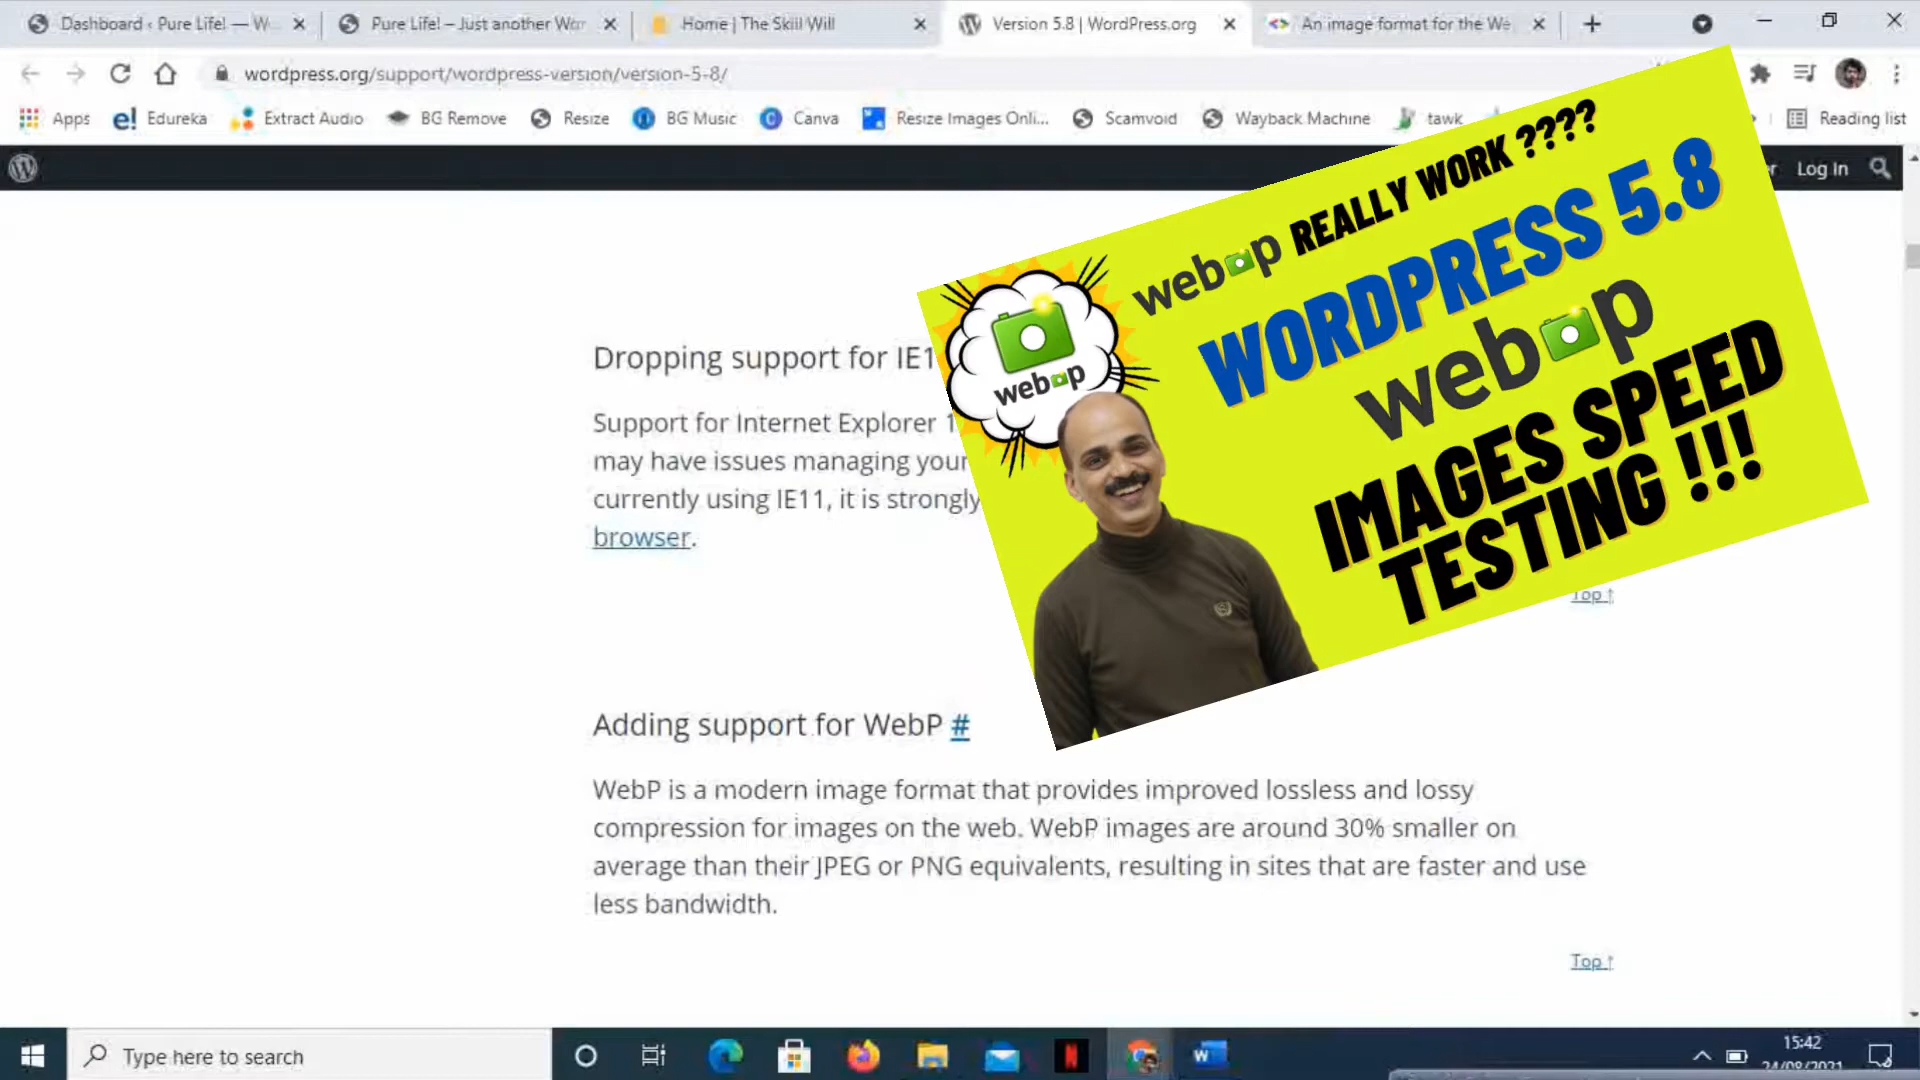 Dashboard ‹ Pure Life! — W
Pure Life! – Just another Wor
Home | The Skill Will
Version 5.8 | WordPress.org
An image format for the We
wordpress.org/support/wordpress-version/version-5-8/
Apps
e! Edureka
Extract Audio
BG Remove
Resize
BG Music
Canva
Resize Images Onli...
Scamvoid
Wayback Machine
tawk
Reading list
Log In
webp REALLY WORK ????
WORDPRESS 5.8
webp
IMAGES SPEED
TESTING !!!
webp
Dropping support for IE1
Support for Internet Explorer 1
may have issues managing your
currently using IE11, it is strongly
browser.
Top ↑
Adding support for WebP #
WebP is a modern image format that provides improved lossless and lossy
compression for images on the web. WebP images are around 30% smaller on
average than their JPEG or PNG equivalents, resulting in sites that are faster and use
less bandwidth.
Top ↑
Type here to search
15:42
24/08/2021